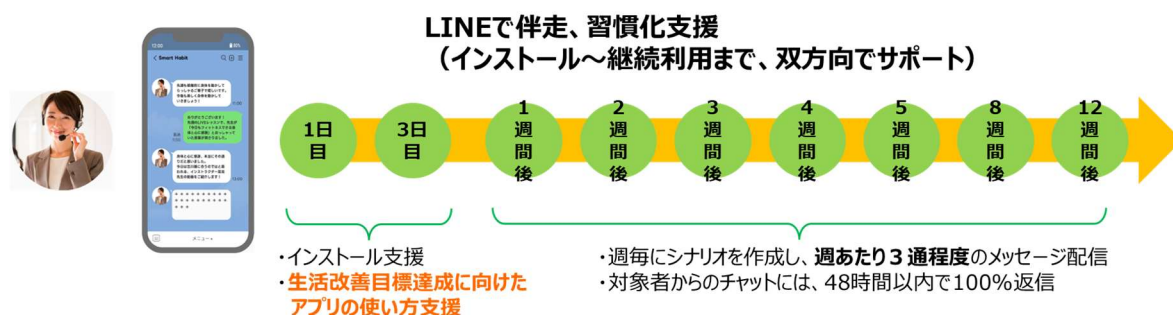 LINEで伴走、習慣化支援
（インストール～継続利用まで、双方向でサポート）
Smart Habit
メニュー
1日
目
3日
目
1
週
間
後
2
週
間
後
3
週
間
後
4
週
間
後
5
週
間
後
8
週
間
後
12
週
間
後
・インストール支援
・生活改善目標達成に向けた
アプリの使い方支援
・週毎にシナリオを作成し、週あたり３通程度のメッセージ配信
・対象者からのチャットには、48時間以内で100%返信